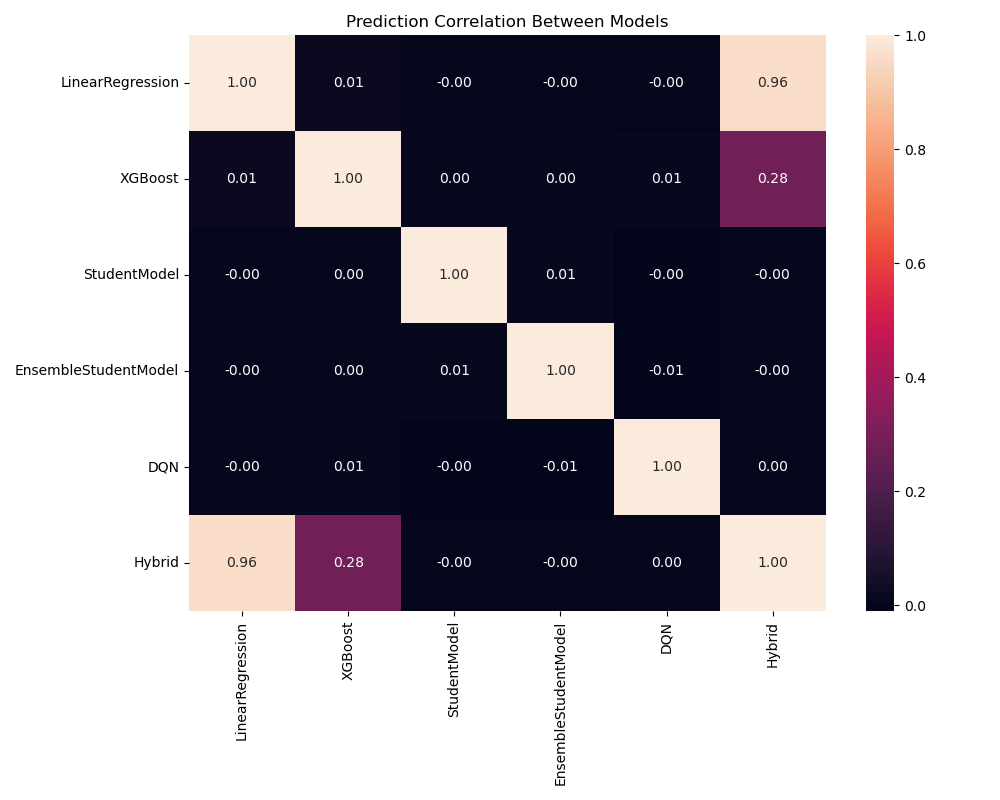 Prediction Correlation Between Models
LinearRegression 1.00 0.01 -0.00 -0.00 -0.00 0.96
XGBoost 0.01 1.00 0.00 0.00 0.01 0.28
StudentModel -0.00 0.00 1.00 0.01 -0.00 -0.00
EnsembleStudentModel -0.00 0.00 0.01 1.00 -0.01 -0.00
DQN -0.00 0.01 -0.00 -0.01 1.00 0.00
Hybrid 0.96 0.28 -0.00 -0.00 0.00 1.00
LinearRegression
XGBoost
StudentModel
EnsembleStudentModel
DQN
Hybrid
1.0
0.8
0.6
0.4
0.2
0.0